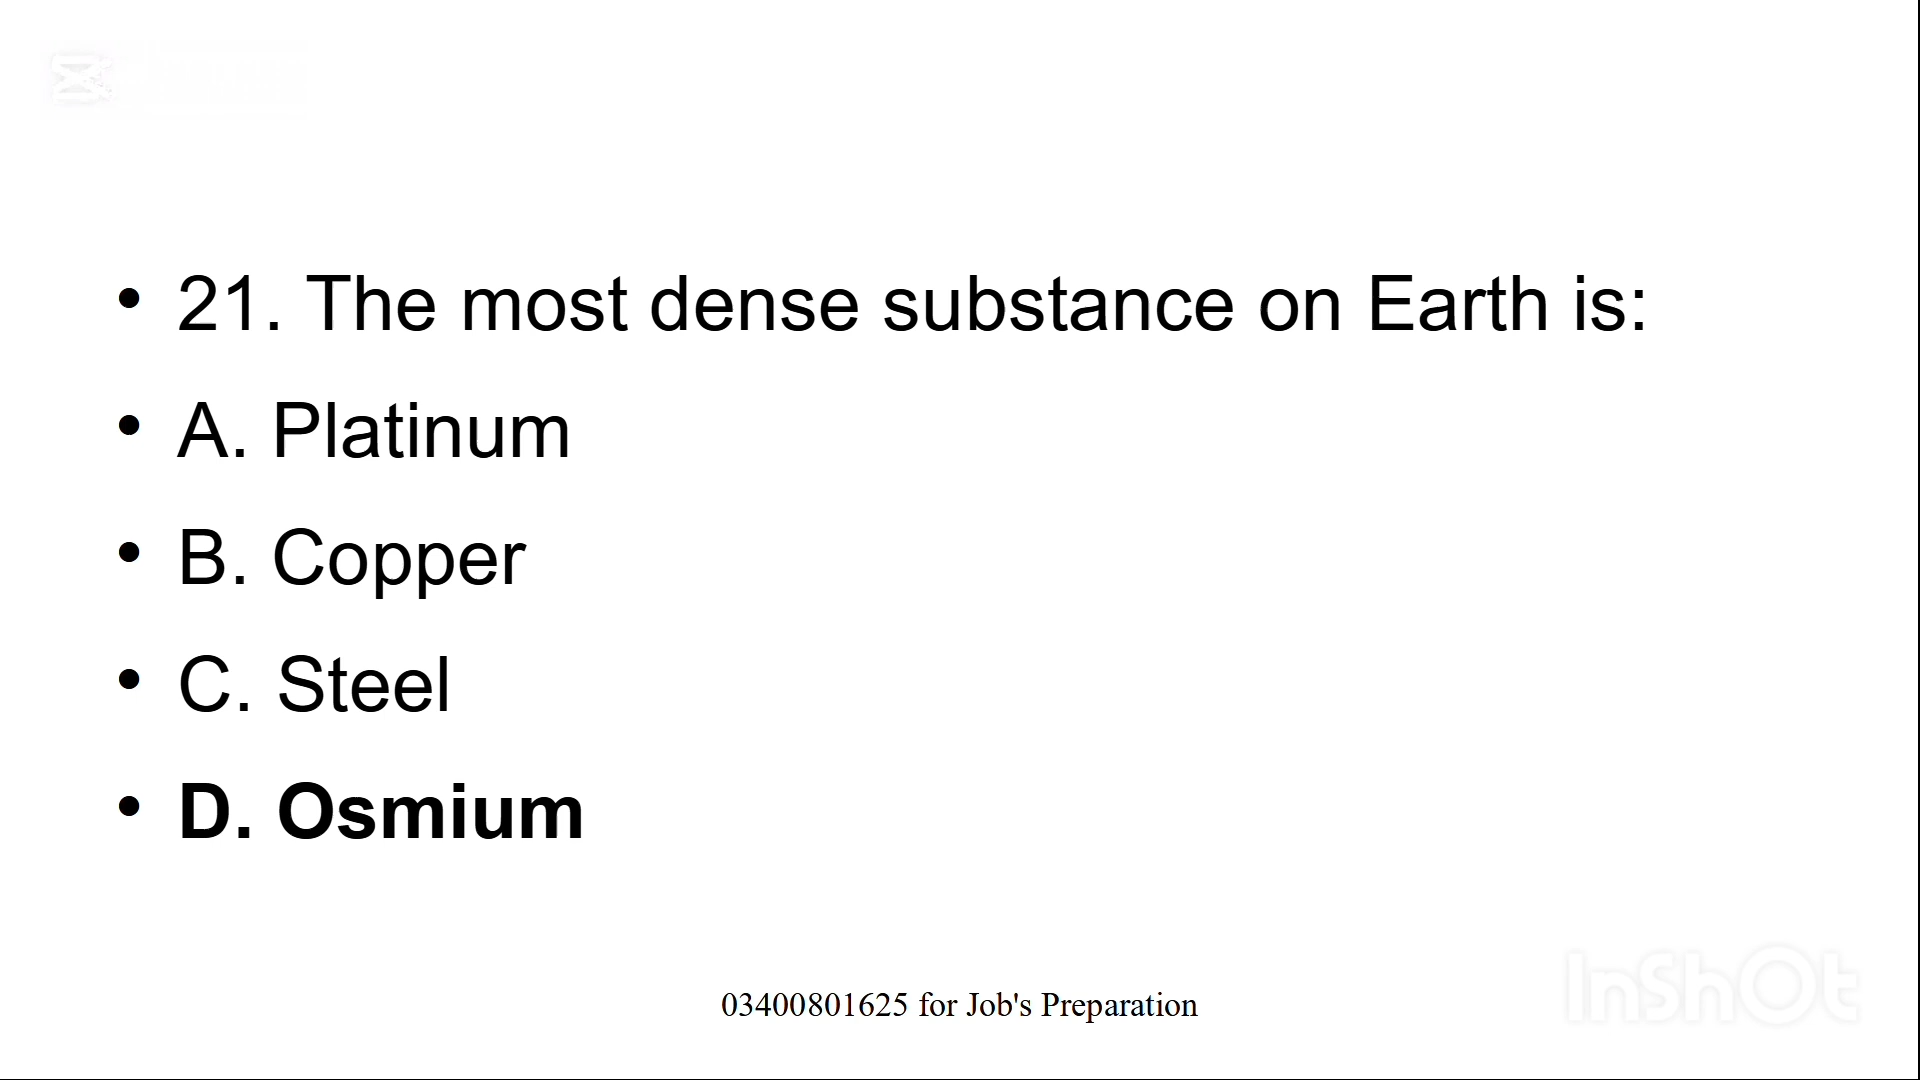 • 21. The most dense substance on Earth is:
• A. Platinum
• B. Copper
• C. Steel
• D. Osmium
03400801625 for Job's Preparation
InShOt